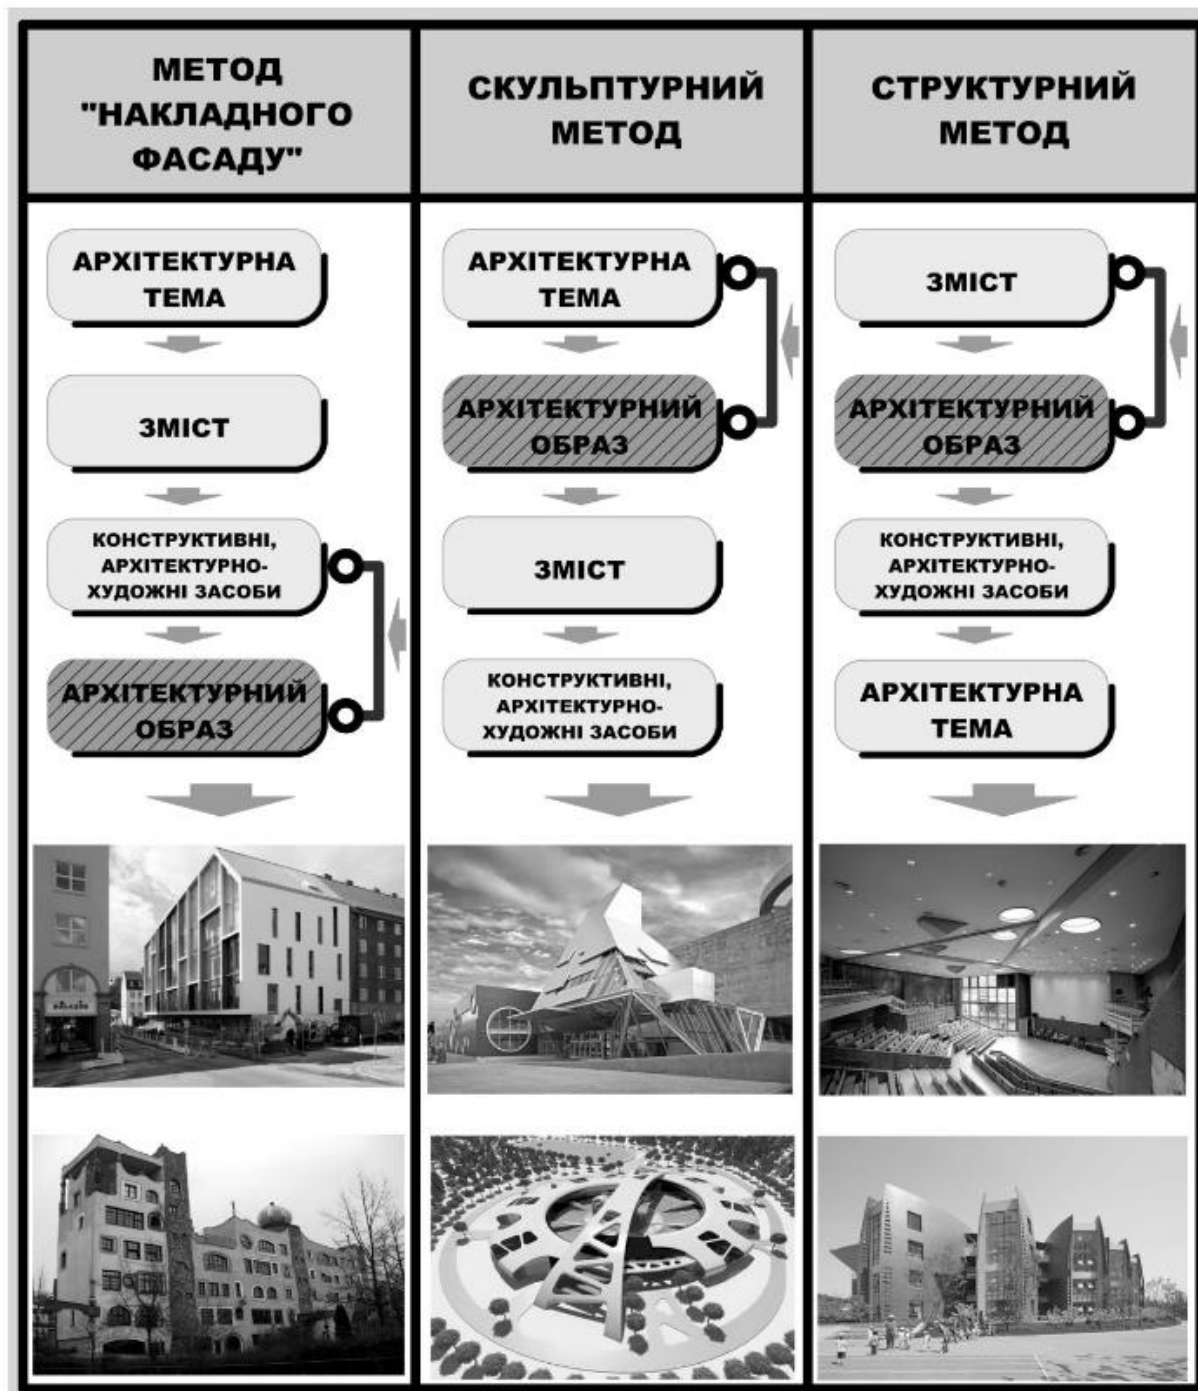 МЕТОД
"НАКЛАДНОГО
ФАСАДУ"
СКУЛЬПТУРНИЙ
МЕТОД
СТРУКТУРНИЙ
МЕТОД
АРХІТЕКТУРНА
ТЕМА
ЗМІСТ
КОНСТРУКТИВНІ,
АРХІТЕКТУРНО-
ХУДОЖНІ ЗАСОБИ
АРХІТЕКТУРНИЙ
ОБРАЗ
АРХІТЕКТУРНА
ТЕМА
АРХІТЕКТУРНИЙ
ОБРАЗ
ЗМІСТ
КОНСТРУКТИВНІ,
АРХІТЕКТУРНО-
ХУДОЖНІ ЗАСОБИ
ЗМІСТ
АРХІТЕКТУРНИЙ
ОБРАЗ
КОНСТРУКТИВНІ,
АРХІТЕКТУРНО-
ХУДОЖНІ ЗАСОБИ
АРХІТЕКТУРНА
ТЕМА